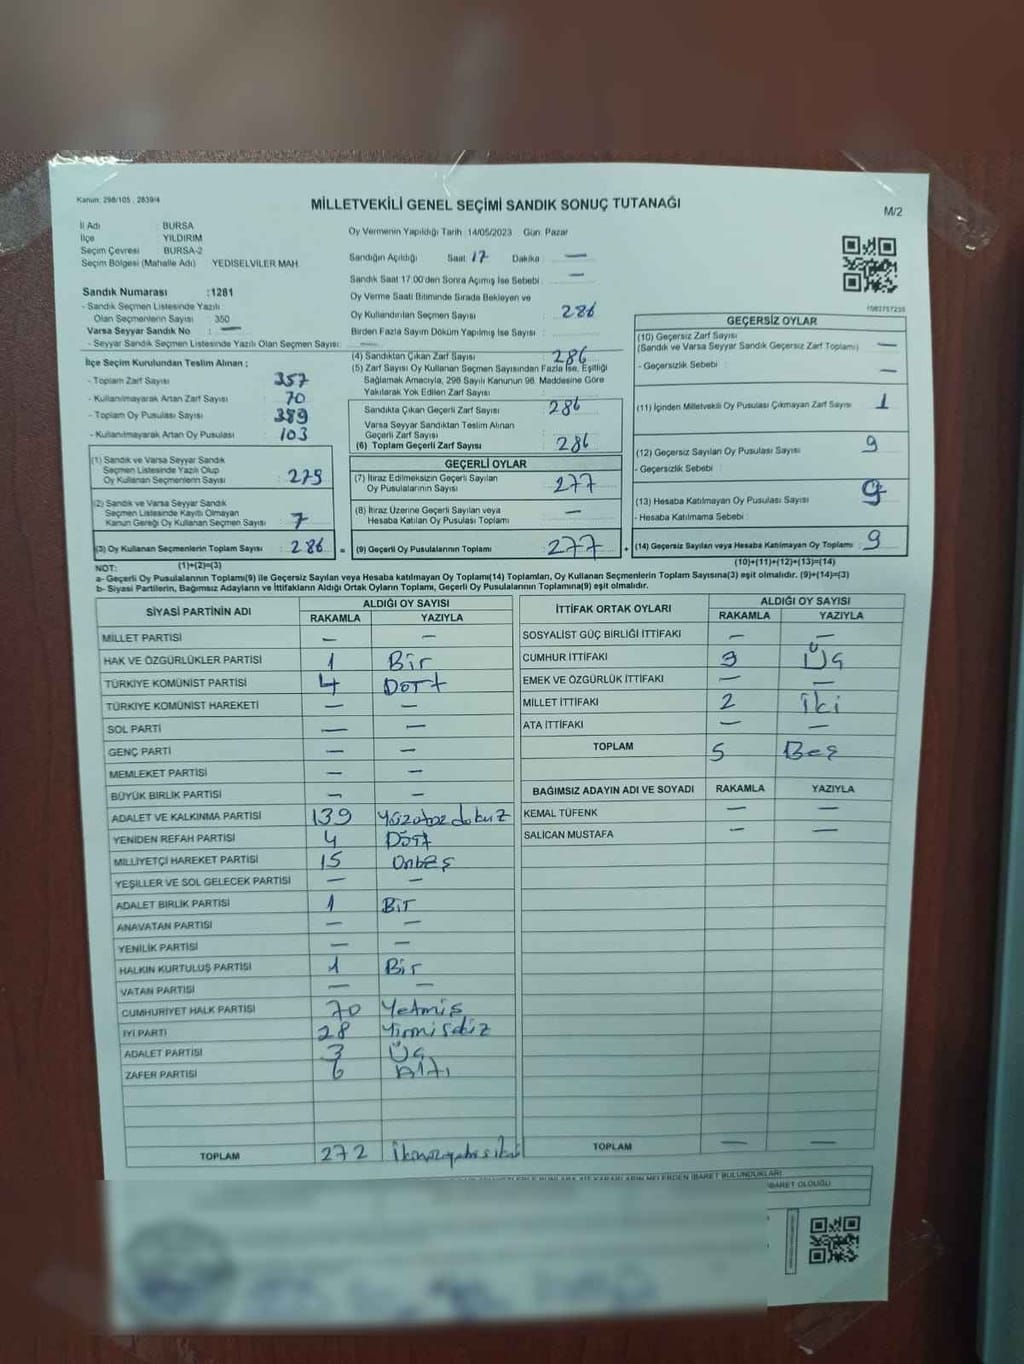 Kanun: 298/105 , 2839/4
MİLLETVEKİLİ GENEL SEÇİMİ SANDIK SONUÇ TUTANAĞI
M/2
İl Adı : BURSA
İlçe : YILDIRIM
Seçim Çevresi : BURSA-2
Seçim Bölgesi (Mahalle Adı) : YEDİSELVİLER MAH.
Sandık Numarası :1281
- Sandık Seçmen Listesinde Yazılı
Olan Seçmenlerin Sayısı : 350
Varsa Seyyar Sandık No : —
- Seyyar Sandık Seçmen Listesinde Yazılı Olan Seçmen Sayısı: —
İlçe Seçim Kurulundan Teslim Alınan ;
- Toplam Zarf Sayısı 357
- Kullanılmayarak Artan Zarf Sayısı : 70
- Toplam Oy Pusulası Sayısı 389
- Kullanılmayarak Artan Oy Pusulası : 103
(1) Sandık ve Varsa Seyyar Sandık
Seçmen Listesinde Yazılı Olup
Oy Kullanan Seçmenlerin Sayısı : 279
(2) Sandık ve Varsa Seyyar Sandık
Seçmen Listesinde Kayıtlı Olmayan
Kanun Gereği Oy Kullanan Seçmen Sayısı : 7
(3) Oy Kullanan Seçmenlerin Toplam Sayısı : 286 =
Oy Vermenin Yapıldığı Tarih :14/05/2023 Gün: Pazar
Sandığın Açıldığı Saat: 17 Dakika : —
Sandık Saat 17.00'den Sonra Açılmış İse Sebebi : —
Oy Verme Saati Bitiminde Sırada Bekleyen ve
Oy Kullandırılan Seçmen Sayısı : 286
Birden Fazla Sayım Döküm Yapılmış İse Sayısı :
(4) Sandıktan Çıkan Zarf Sayısı : 286
(5) Zarf Sayısı Oy Kullanan Seçmen Sayısından Fazla İse, Eşitliği
Sağlamak Amacıyla, 298 Sayılı Kanunun 98. Maddesine Göre
Yakılarak Yok Edilen Zarf Sayısı :
Sandıkta Çıkan Geçerli Zarf Sayısı : 286
Varsa Seyyar Sandıktan Teslim Alınan
Geçerli Zarf Sayısı :
(6) Toplam Geçerli Zarf Sayısı : 286
GEÇERLİ OYLAR
(7) İtiraz Edilmeksizin Geçerli Sayılan
Oy Pusulalarının Sayısı : 277
(8) İtiraz Üzerine Geçerli Sayılan veya
Hesaba Katılan Oy Pusulası Toplamı : —
(9) Geçerli Oy Pusulalarının Toplamı : 277 +
GEÇERSİZ OYLAR
(10) Geçersiz Zarf Sayısı
(Sandık ve Varsa Seyyar Sandık Geçersiz Zarf Toplamı) : —
- Geçersizlik Sebebi : —
(11) İçinden Milletvekili Oy Pusulası Çıkmayan Zarf Sayısı : 1
(12) Geçersiz Sayılan Oy Pusulası Sayısı : 9
- Geçersizlik Sebebi :
(13) Hesaba Katılmayan Oy Pusulası Sayısı : 9
- Hesaba Katılmama Sebebi :
(14) Geçersiz Sayılan veya Hesaba Katılmayan Oy Toplamı : 9
NOT: (1)+(2)=(3) (10)+(11)+(12)+(13)=(14)
a- Geçerli Oy Pusulalarının Toplamı(9) ile Geçersiz Sayılan veya Hesaba katılmayan Oy Toplamı(14) Toplamları, Oy Kullanan Seçmenlerin Toplam Sayısına(3) eşit olmalıdır. (9)+(14)=(3)
b- Siyasi Partilerin, Bağımsız Adayların ve İttifakların Aldığı Ortak Oyların Toplamı, Geçerli Oy Pusulalarının Toplamına(9) eşit olmalıdır.
SİYASİ PARTİNİN ADI ALDIĞI OY SAYISI
RAKAMLA YAZIYLA
MİLLET PARTİSİ — —
HAK VE ÖZGÜRLÜKLER PARTİSİ 1 Bir
TÜRKİYE KOMÜNİST PARTİSİ 4 Dört
TÜRKİYE KOMÜNİST HAREKETİ — —
SOL PARTİ — —
GENÇ PARTİ — —
MEMLEKET PARTİSİ — —
BÜYÜK BİRLİK PARTİSİ — —
ADALET VE KALKINMA PARTİSİ 139 Yüzotuzdokuz
YENİDEN REFAH PARTİSİ 4 Dört
MİLLİYETÇİ HAREKET PARTİSİ 15 Onbeş
YEŞİLLER VE SOL GELECEK PARTİSİ — —
ADALET BİRLİK PARTİSİ 1 Bir
ANAVATAN PARTİSİ — —
YENİLİK PARTİSİ — —
HALKIN KURTULUŞ PARTİSİ 1 Bir
VATAN PARTİSİ — —
CUMHURİYET HALK PARTİSİ 70 Yetmiş
İYİ PARTİ 28 Yirmisekiz
ADALET PARTİSİ 3 Üç
ZAFER PARTİSİ 6 Altı
TOPLAM 272
İTTİFAK ORTAK OYLARI ALDIĞI OY SAYISI
RAKAMLA YAZIYLA
SOSYALİST GÜÇ BİRLİĞİ İTTİFAKI — —
CUMHUR İTTİFAKI 3 Üç
EMEK VE ÖZGÜRLÜK İTTİFAKI — —
MİLLET İTTİFAKI 2 İki
ATA İTTİFAKI — —
TOPLAM 5 Beş
BAĞIMSIZ ADAYIN ADI VE SOYADI RAKAMLA YAZIYLA
KEMAL TÜFENK — —
SALİCAN MUSTAFA — —
TOPLAM — —